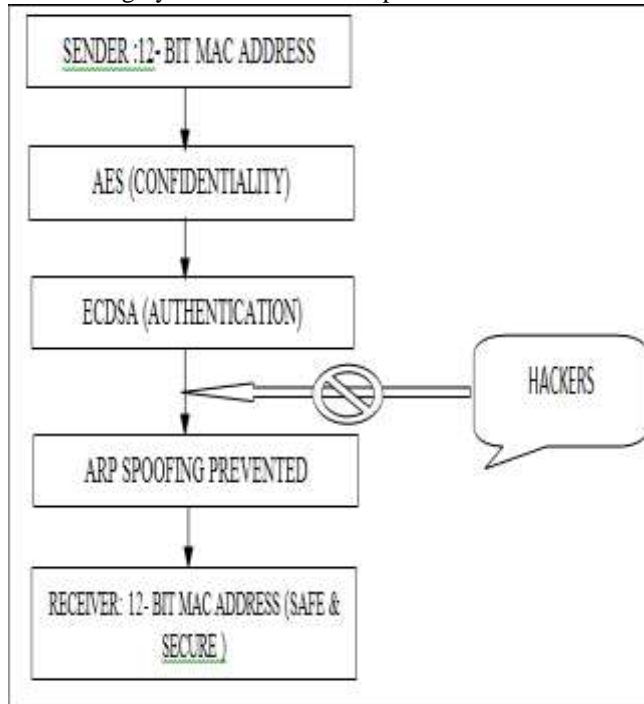 SENDER :12- BIT MAC ADDRESS
AES (CONFIDENTIALITY)
ECDSA (AUTHENTICATION)
HACKERS
ARP SPOOFING PREVENTED
RECEIVER: 12- BIT MAC ADDRESS (SAFE &
SECURE )